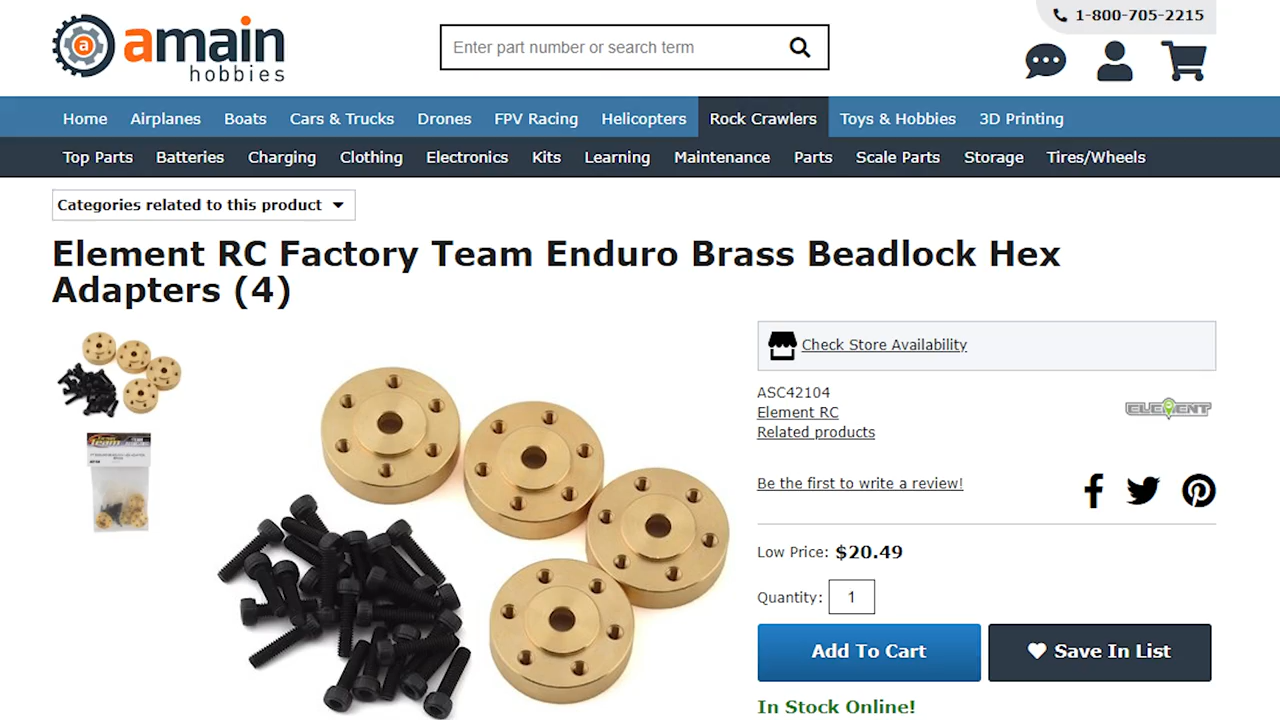 1-800-705-2215
a
amain
hobbies
Enter part number or search term
Home Airplanes Boats Cars & Trucks Drones FPV Racing Helicopters Rock Crawlers Toys & Hobbies 3D Printing
Top Parts Batteries Charging Clothing Electronics Kits Learning Maintenance Parts Scale Parts Storage Tires/Wheels
Categories related to this product
Element RC Factory Team Enduro Brass Beadlock Hex
Adapters (4)
Check Store Availability
ASC42104
Element RC
Related products
ELEMENT
Be the first to write a review!
Low Price: $20.49
Quantity: 1
Add To Cart
Save In List
In Stock Online!